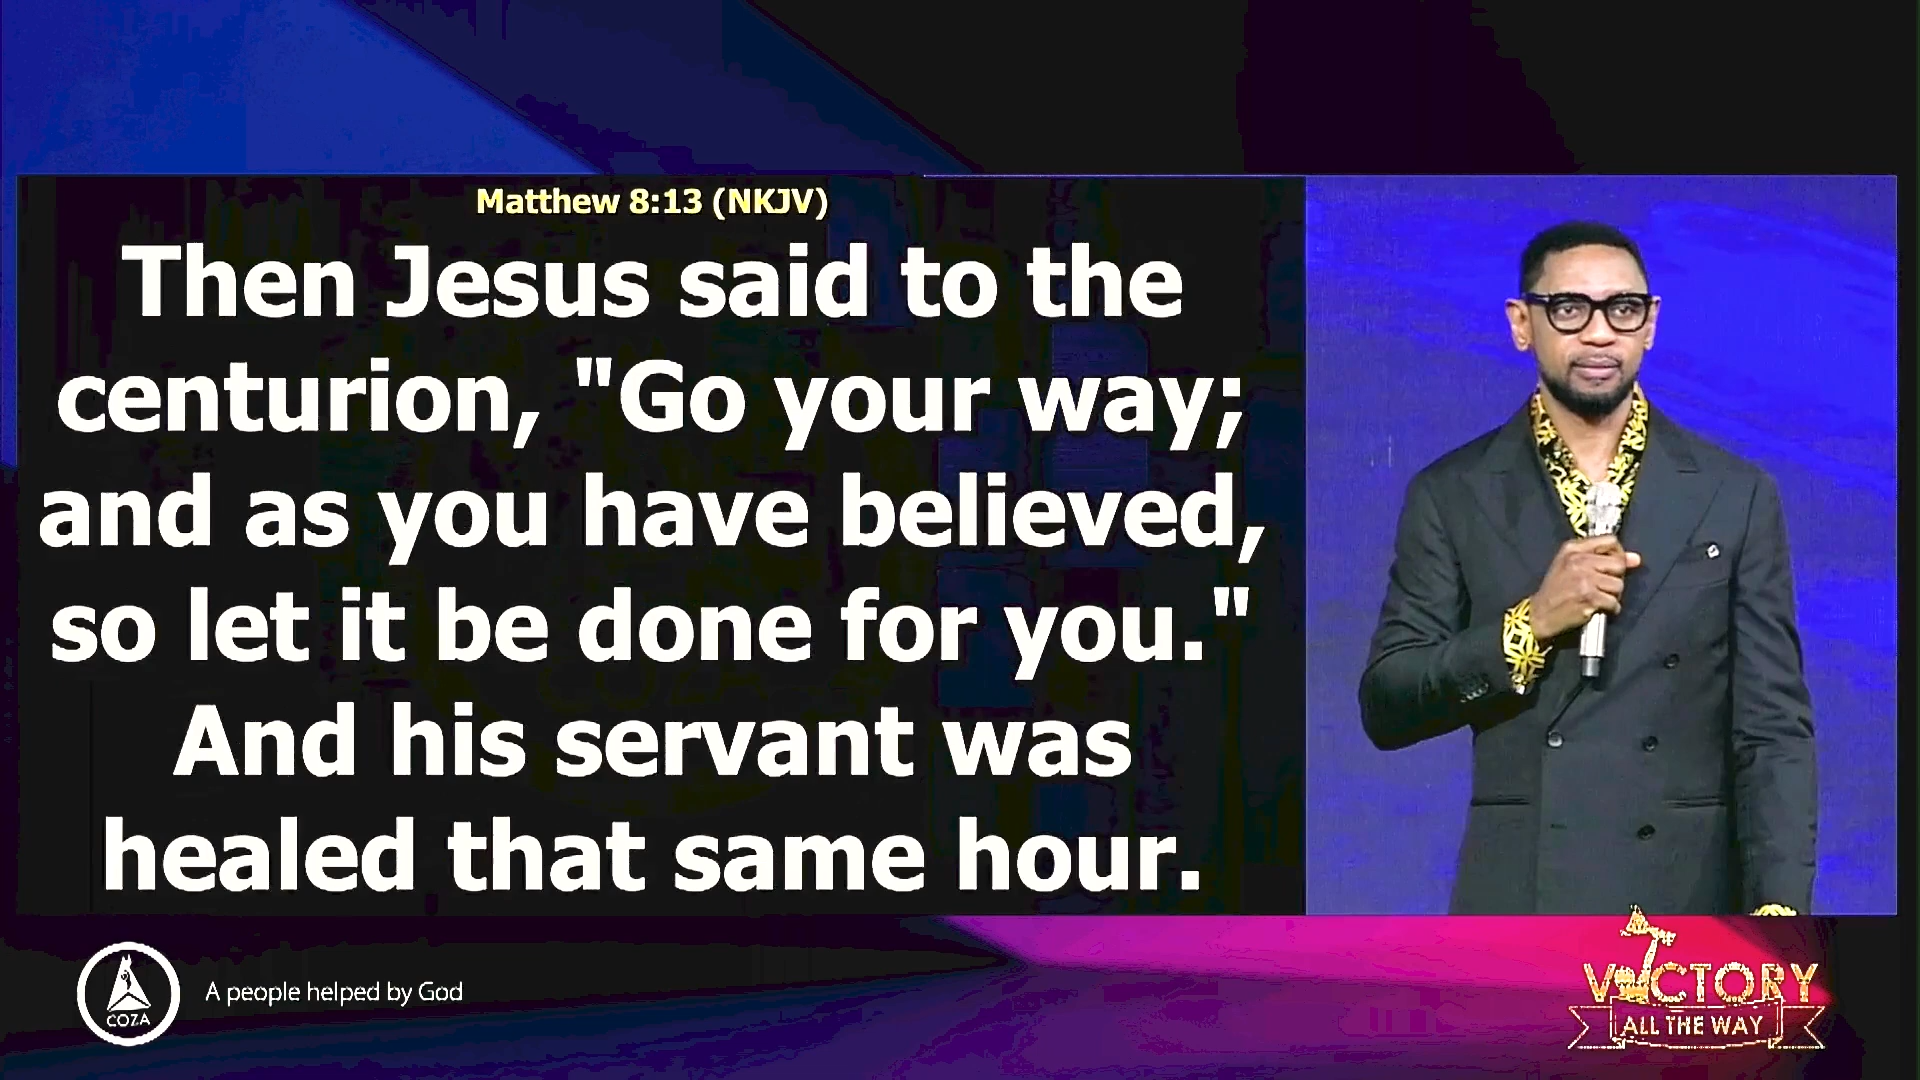 Matthew 8:13 (NKJV)
Then Jesus said to the
centurion, "Go your way;
and as you have believed,
so let it be done for you."
And his servant was
healed that same hour.
COZA
A people helped by God
VICTORY
ALL THE WAY